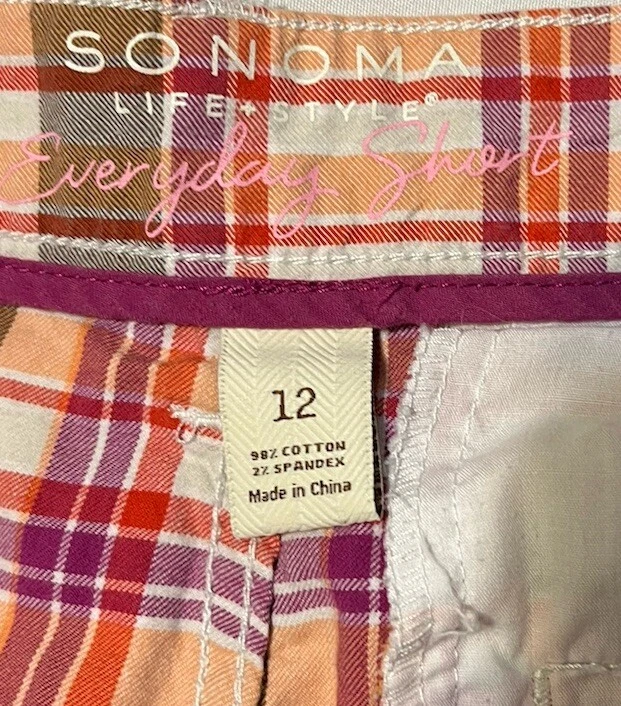 SONOMA
LIFE+STYLE®
Everyday Short
12
98% COTTON
2% SPANDEX
Made in China